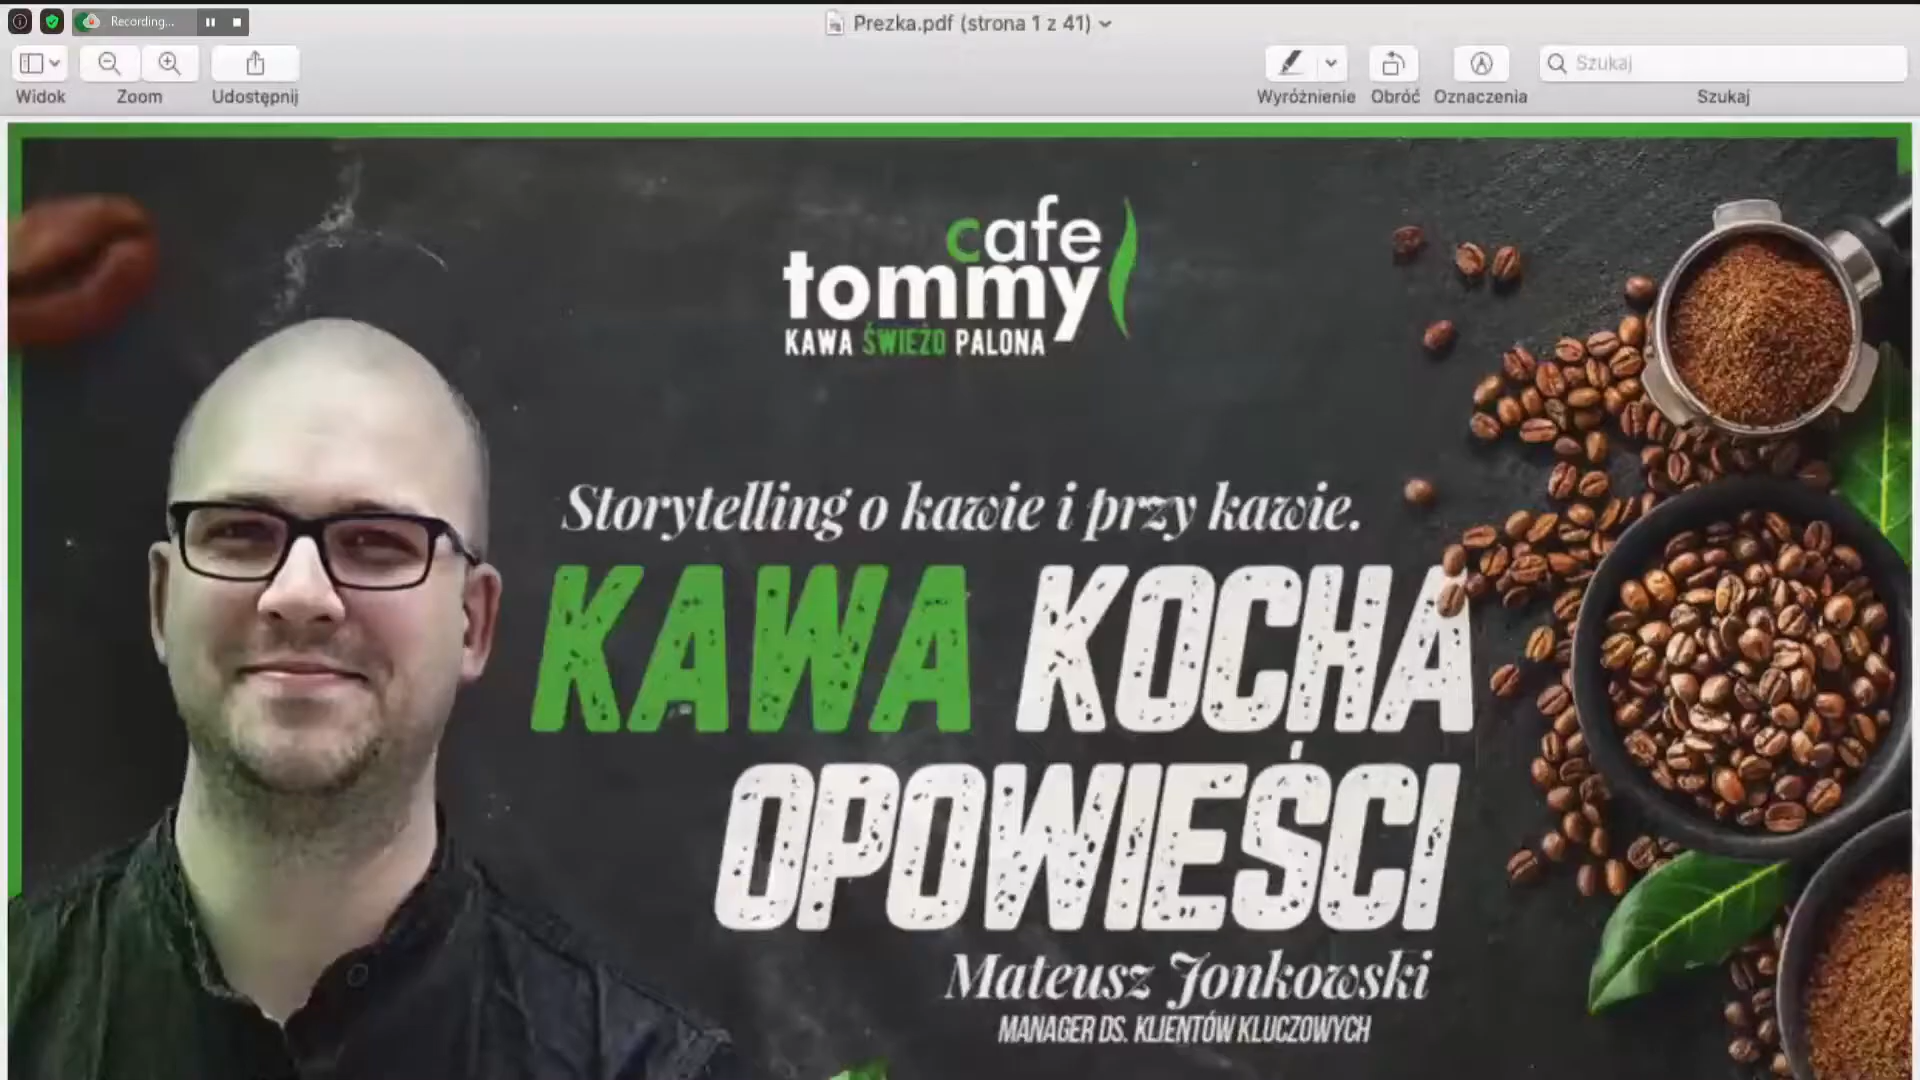 Recording...
Prezka.pdf (strona 1 z 41)
Szukaj
Widok
Zoom
Udostępnij
Wyróżnienie
Obróć
Oznaczenia
Szukaj
cafe
tommy
KAWA ŚWIEŻO PALONA
Storytelling o kawie i przy kawie.
KAWA KOCHA
OPOWIEŚCI
Mateusz Jonkowski
MANAGER DS. KLIENTÓW KLUCZOWYCH